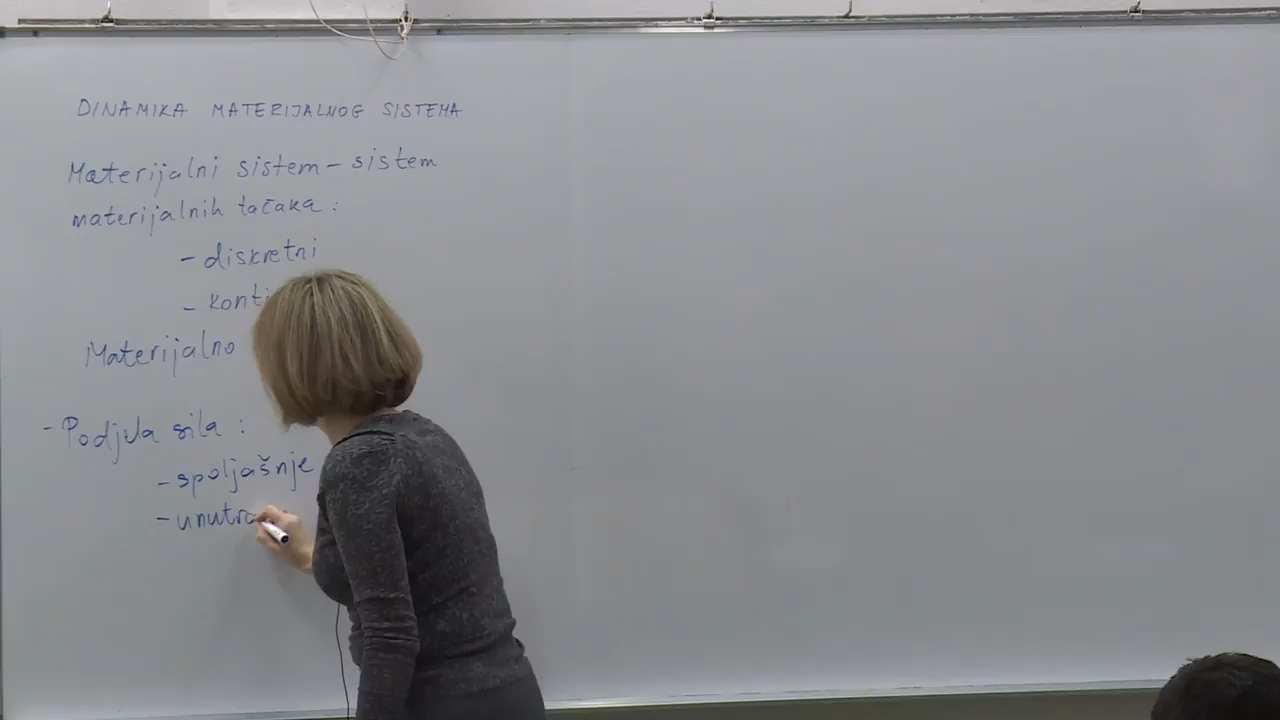 DINAMIKA MATERIJALNOG SISTEMA
Materijalni sistem - sistem
materijalnih tačaka :
- diskretni
- konti
Materijalno
- Podjela sila :
- spoljašnje
- unutra